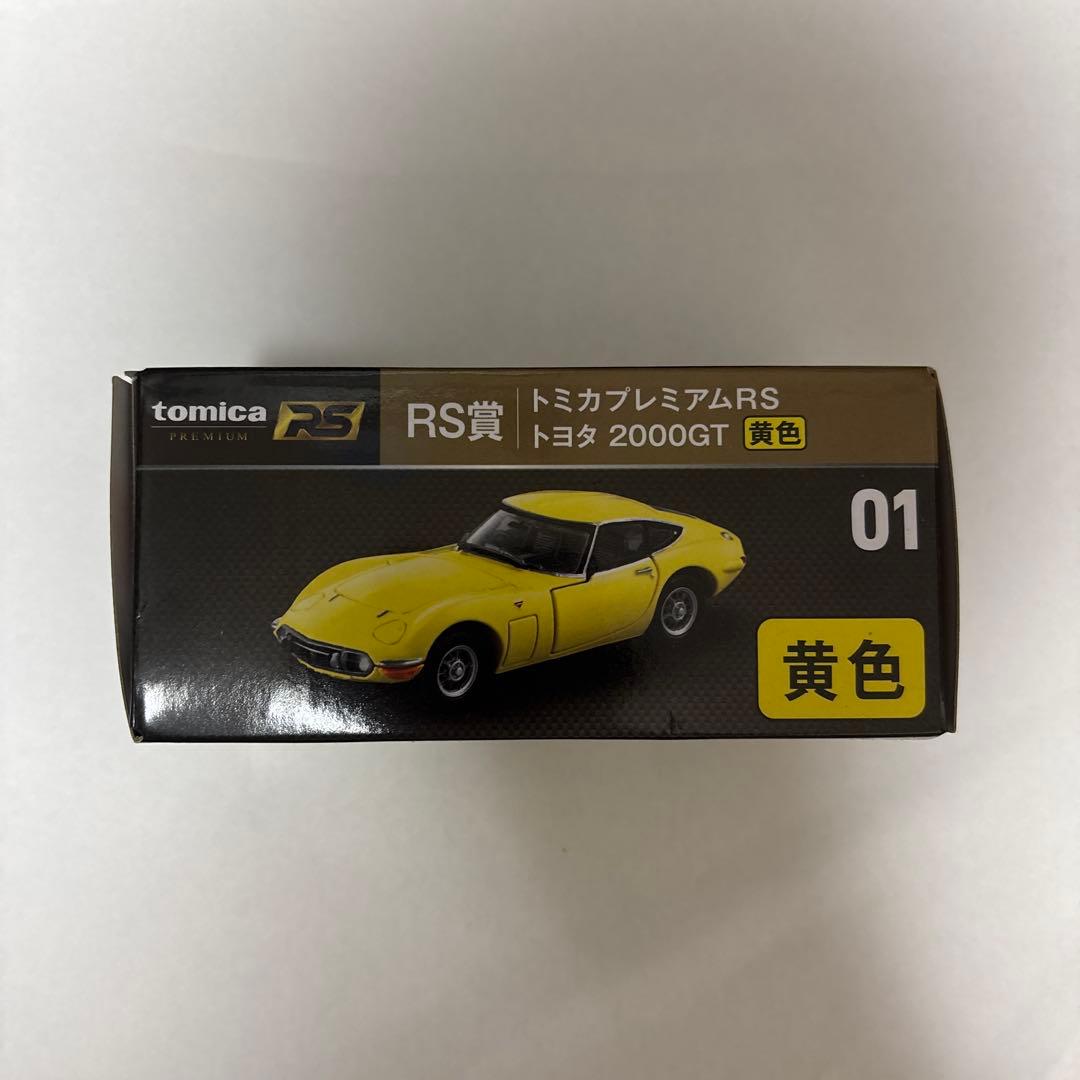 tomica
PREMIUM
RS
RS賞
トミカプレミアムRS
トヨタ 2000GT 黄色
01
黄色